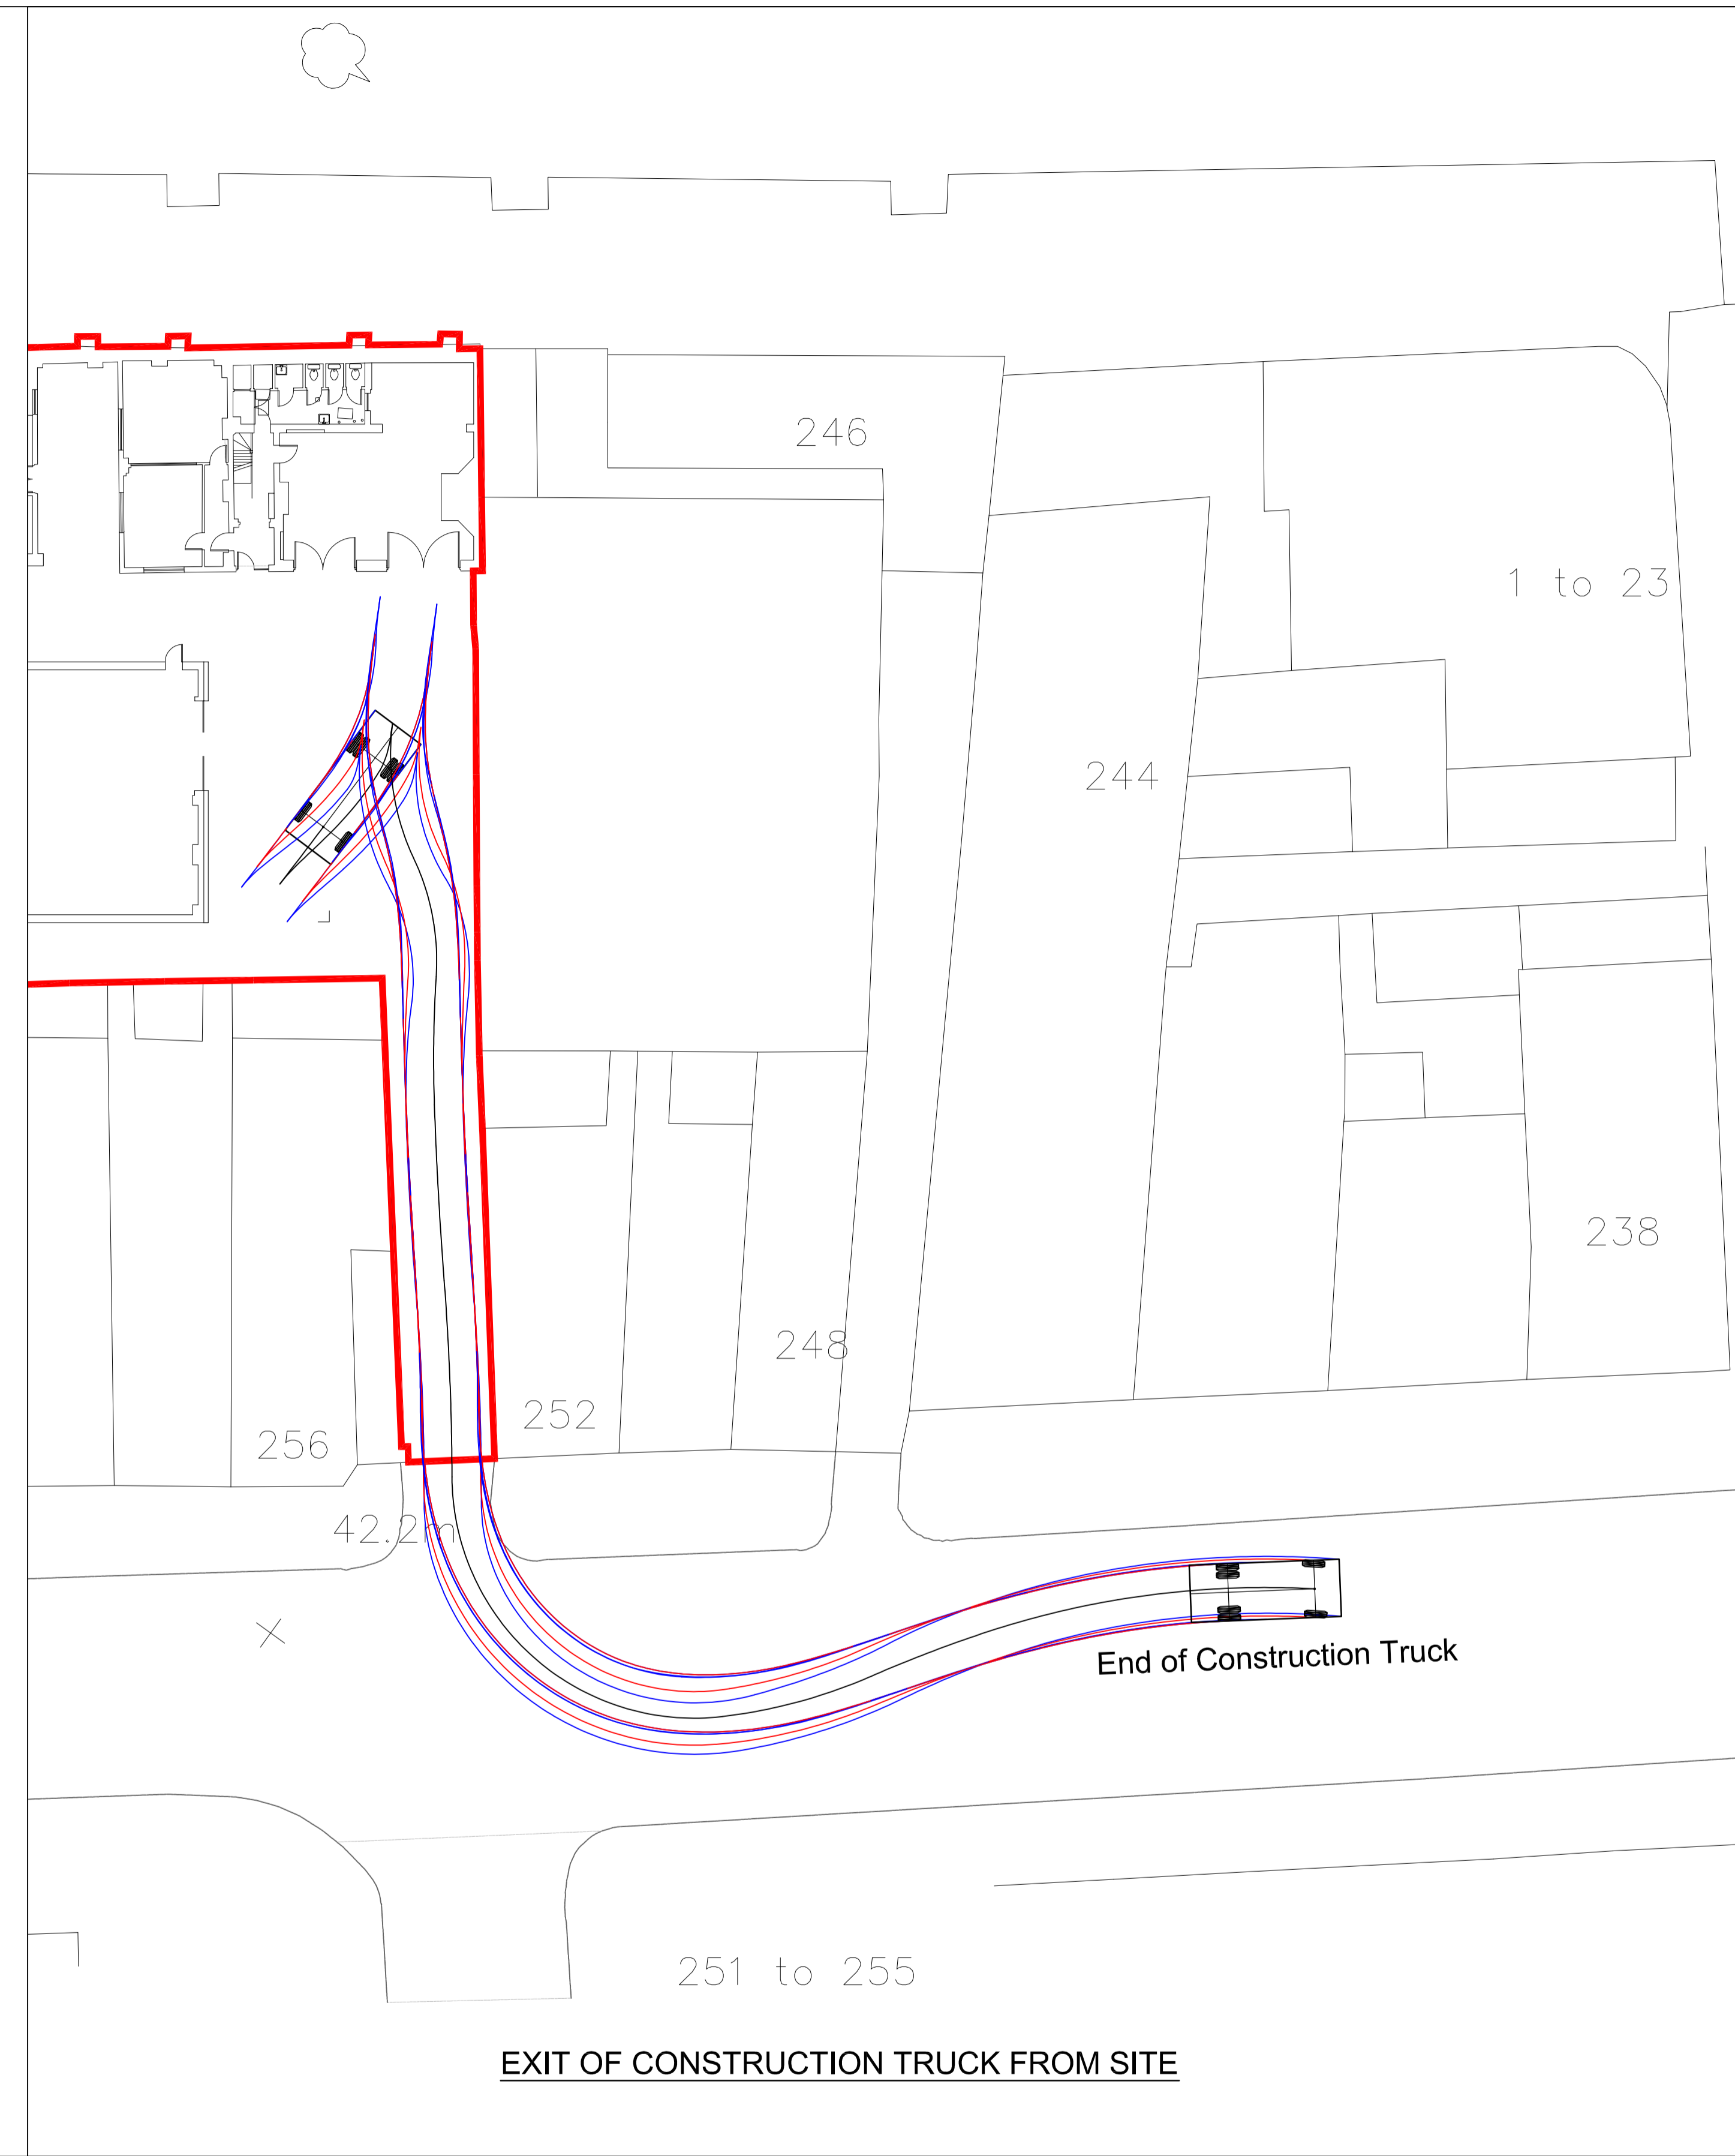 246
1 to 23
244
238
248
252
256
42.2m
End of Construction Truck
251 to 255
EXIT OF CONSTRUCTION TRUCK FROM SITE